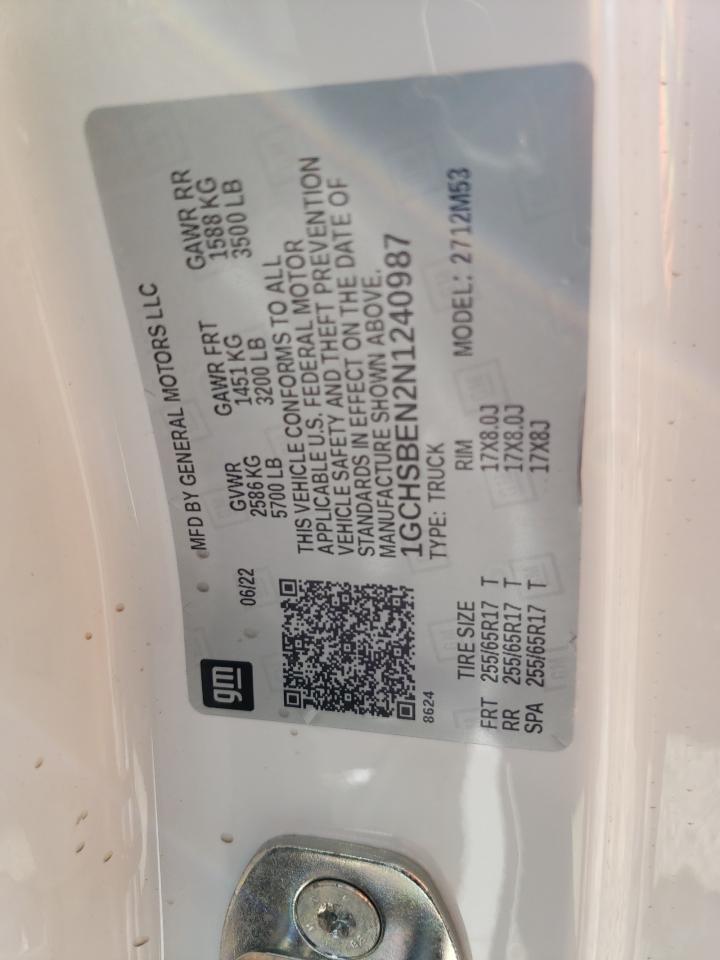 gm
MFD BY GENERAL MOTORS LLC
06/22
GVWR GAWR FRT GAWR RR
2586 KG 1451 KG 1588 KG
5700 LB 3200 LB 3500 LB
THIS VEHICLE CONFORMS TO ALL
APPLICABLE U.S. FEDERAL MOTOR
VEHICLE SAFETY AND THEFT PREVENTION
STANDARDS IN EFFECT ON THE DATE OF
MANUFACTURE SHOWN ABOVE.
1GCHSBEN2N1240987
8624
TYPE: TRUCK MODEL: 2712M53
TIRE SIZE RIM
FRT 255/65R17 T 17X8.0J
RR 255/65R17 T 17X8.0J
SPA 255/65R17 T 17X8J